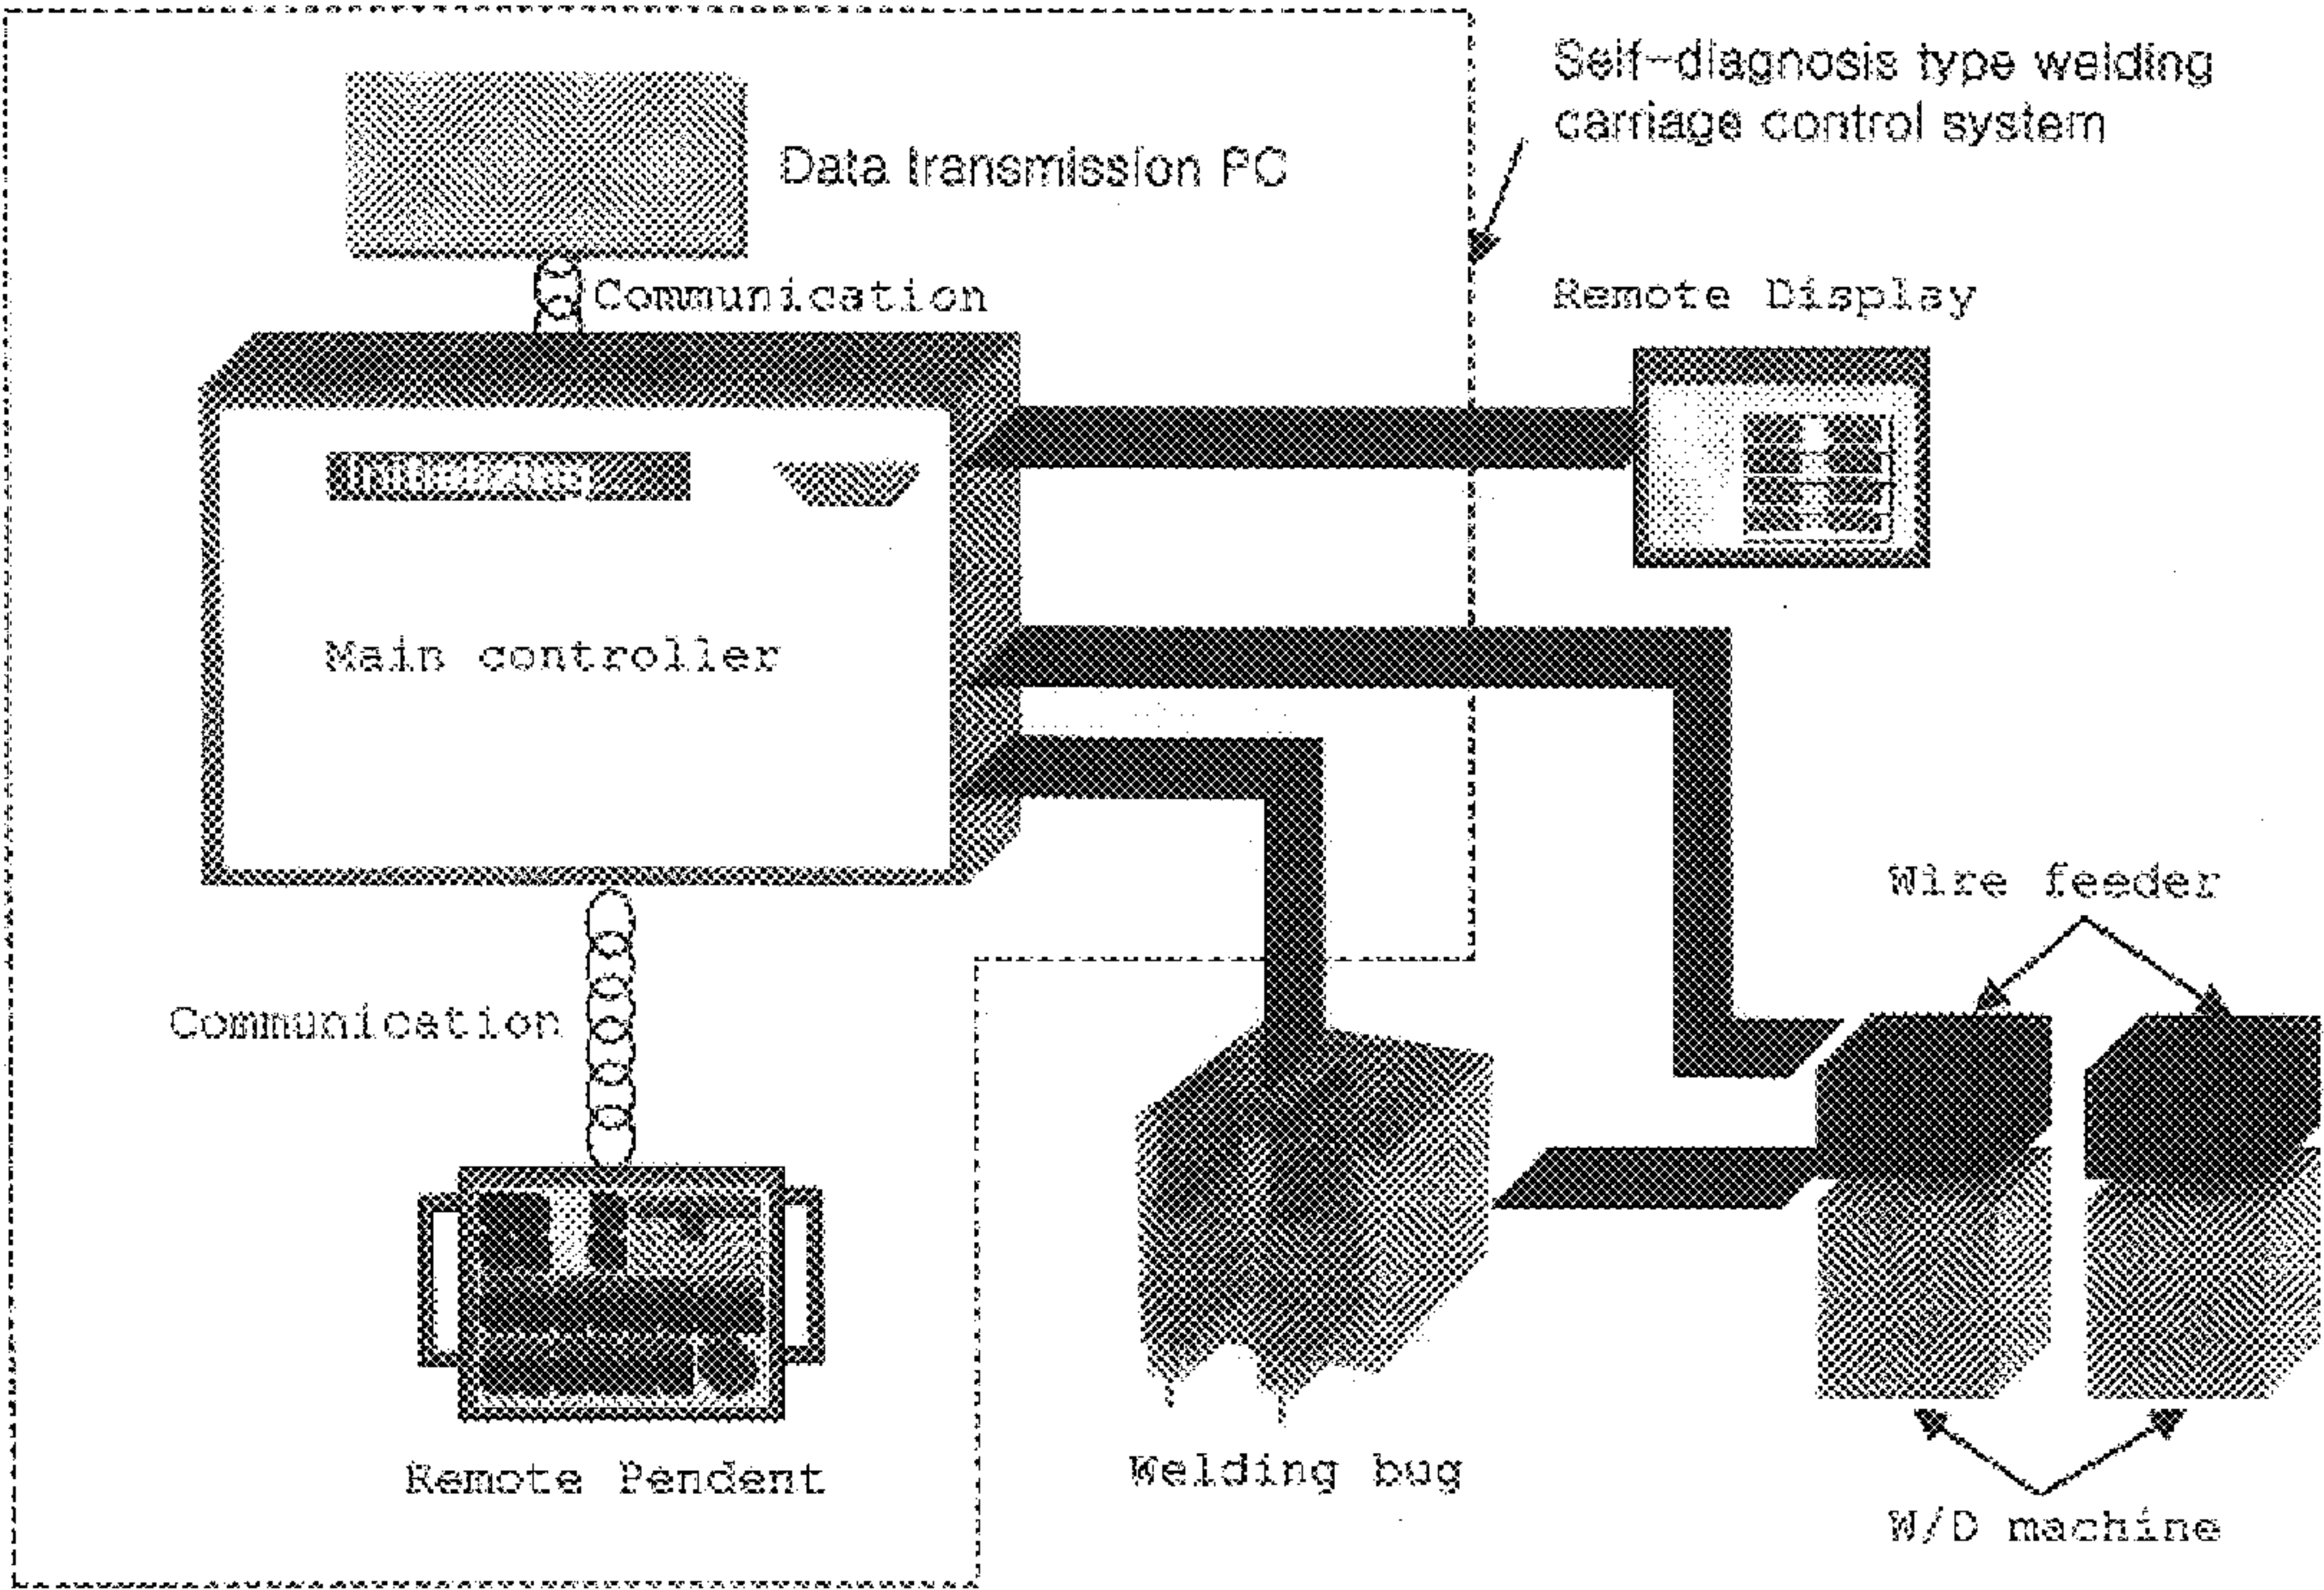 Self-diagnosis type welding
carriage control system
Data transmission PC
Communication
Remote Display
Initializing
Main controller
Wire feeder
Communication
Remote Pendent
Welding bug
W/D machine